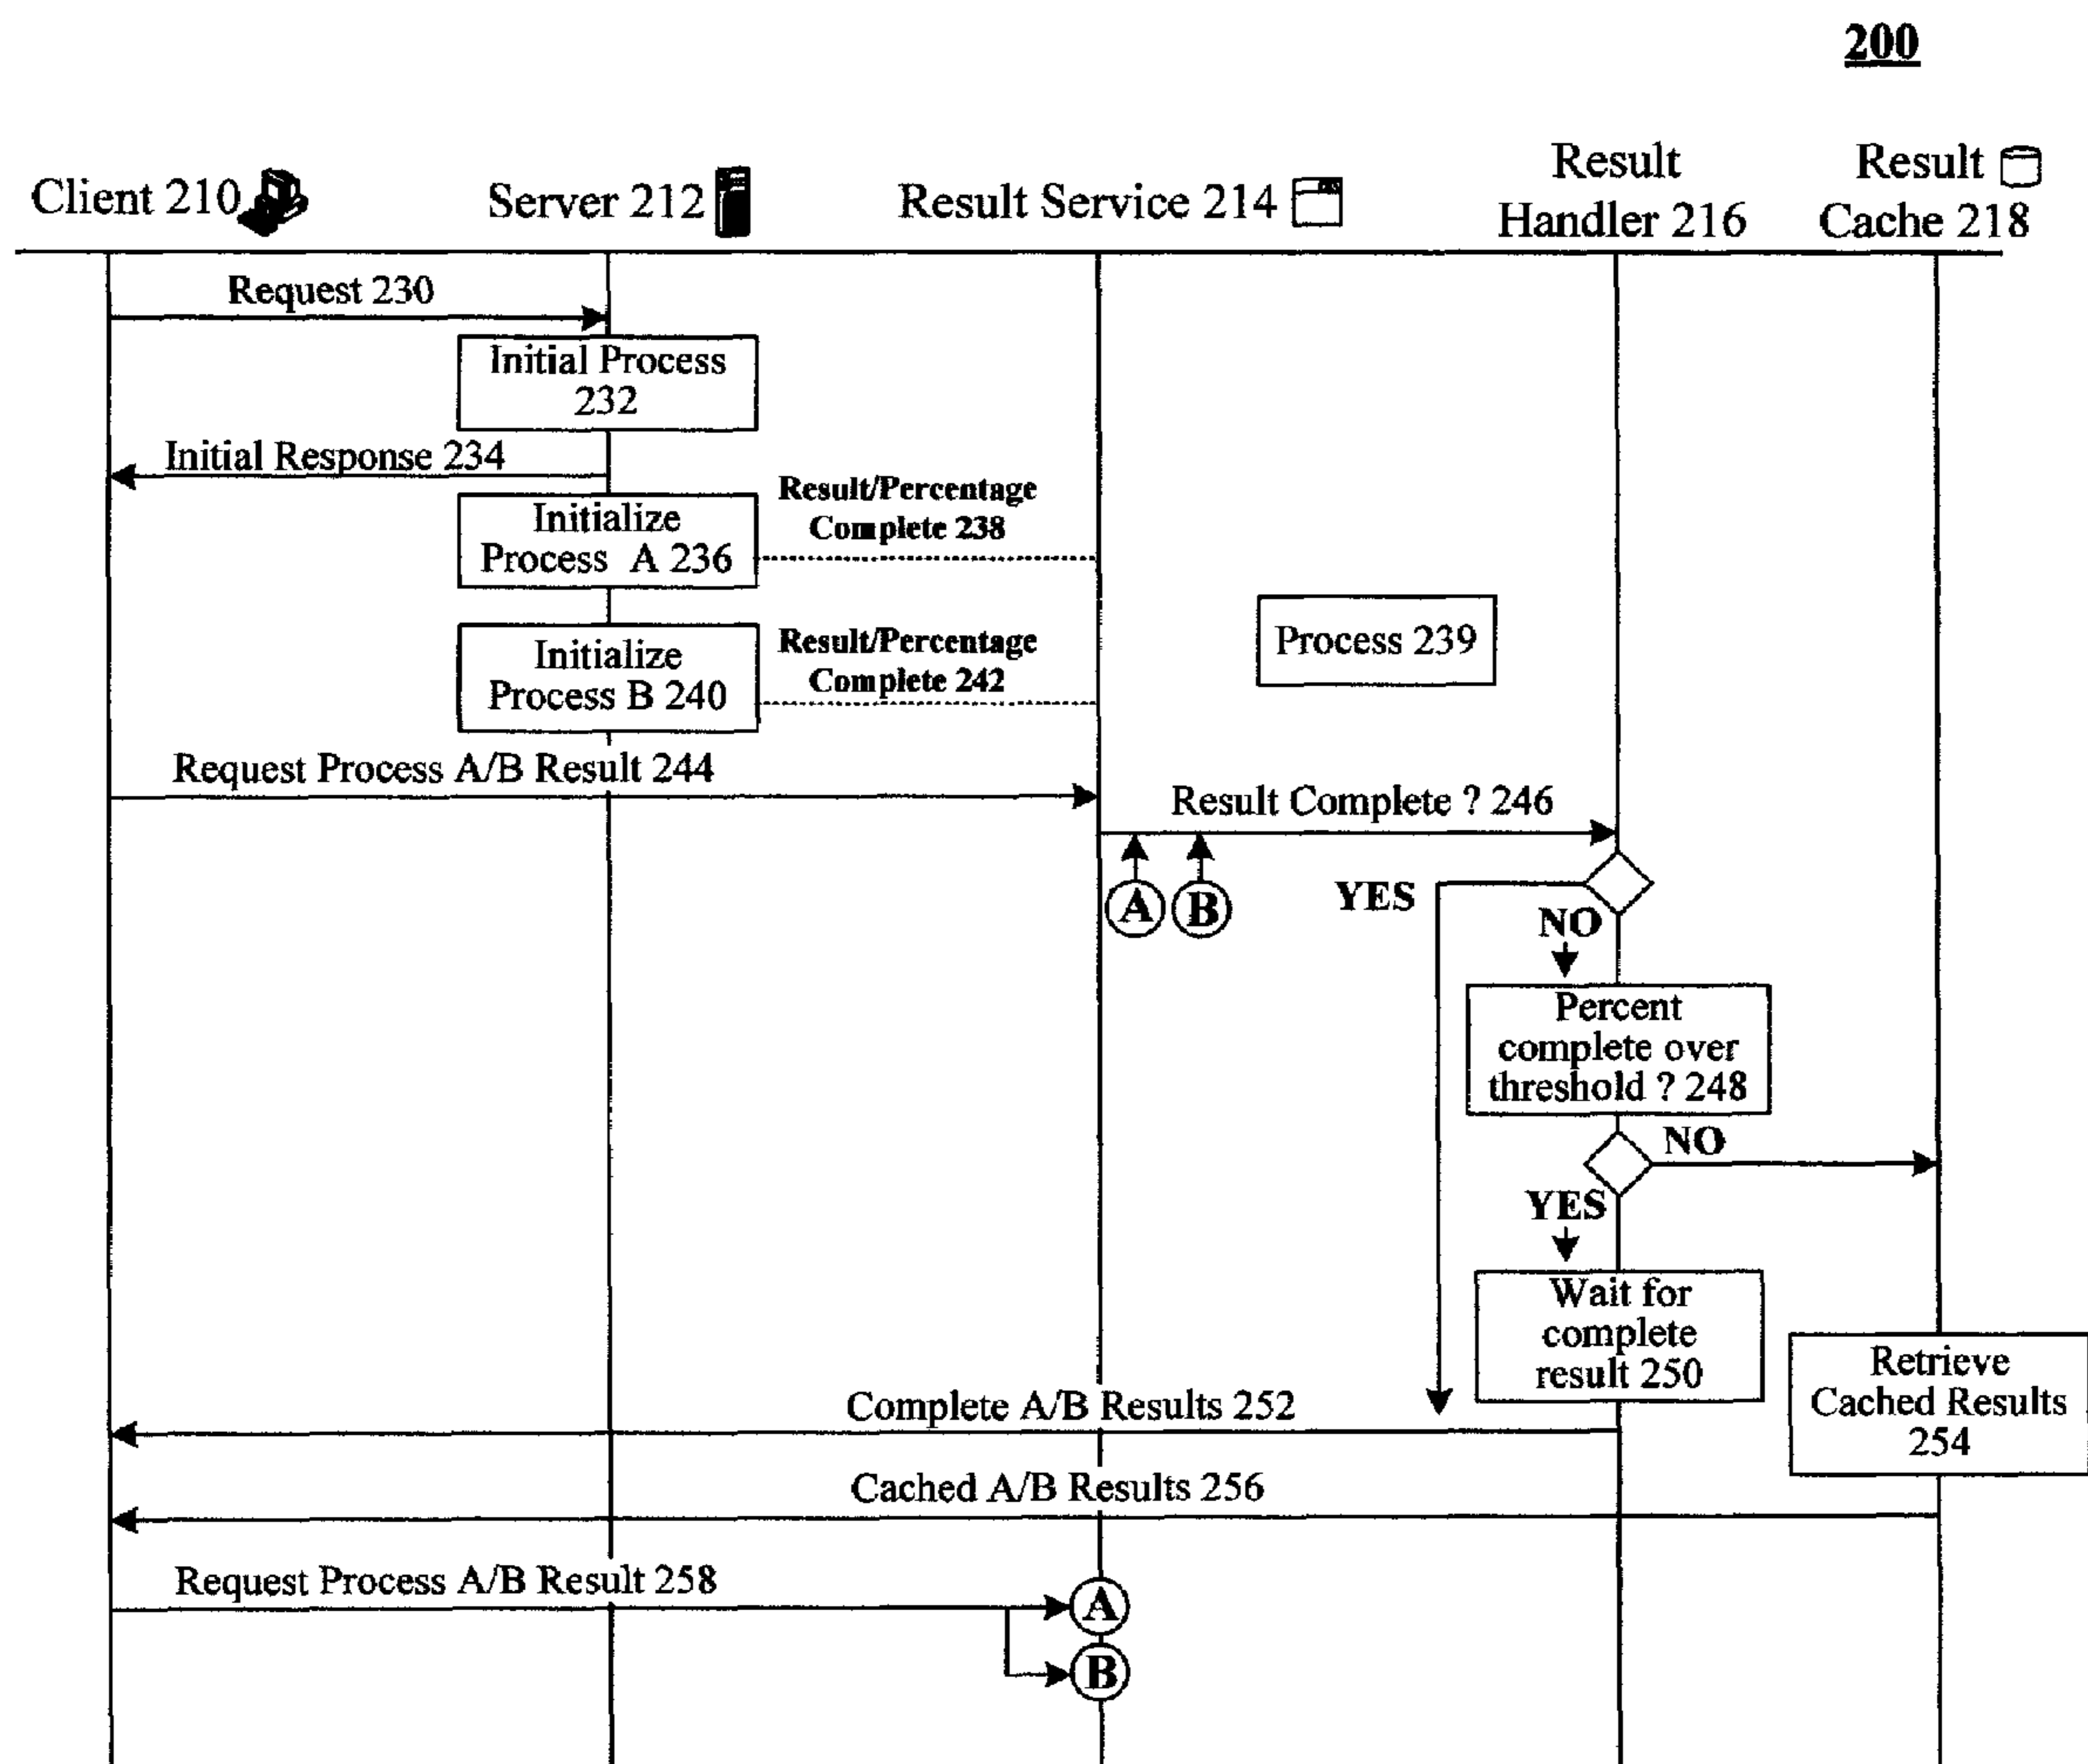 200
Client 210
Server 212
Result Service 214
Result
Handler 216
Result
Cache 218
Request 230
Initial Process
232
Initial Response 234
Initialize
Process A 236
Result/Percentage
Complete 238
Initialize
Process B 240
Result/Percentage
Complete 242
Process 239
Request Process A/B Result 244
Result Complete ? 246
A
B
YES
NO
Percent
complete over
threshold ? 248
NO
YES
Wait for
complete
result 250
Retrieve
Cached Results
254
Complete A/B Results 252
Cached A/B Results 256
Request Process A/B Result 258
A
B